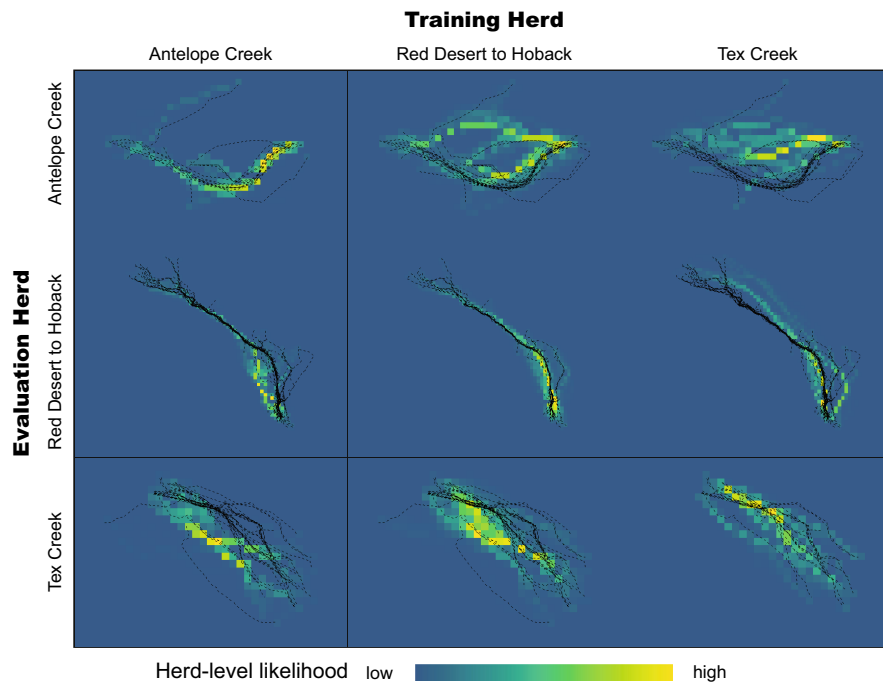 Training Herd
Antelope Creek
Red Desert to Hoback
Tex Creek
Evaluation Herd
Antelope Creek
Red Desert to Hoback
Tex Creek
Herd-level likelihood low high